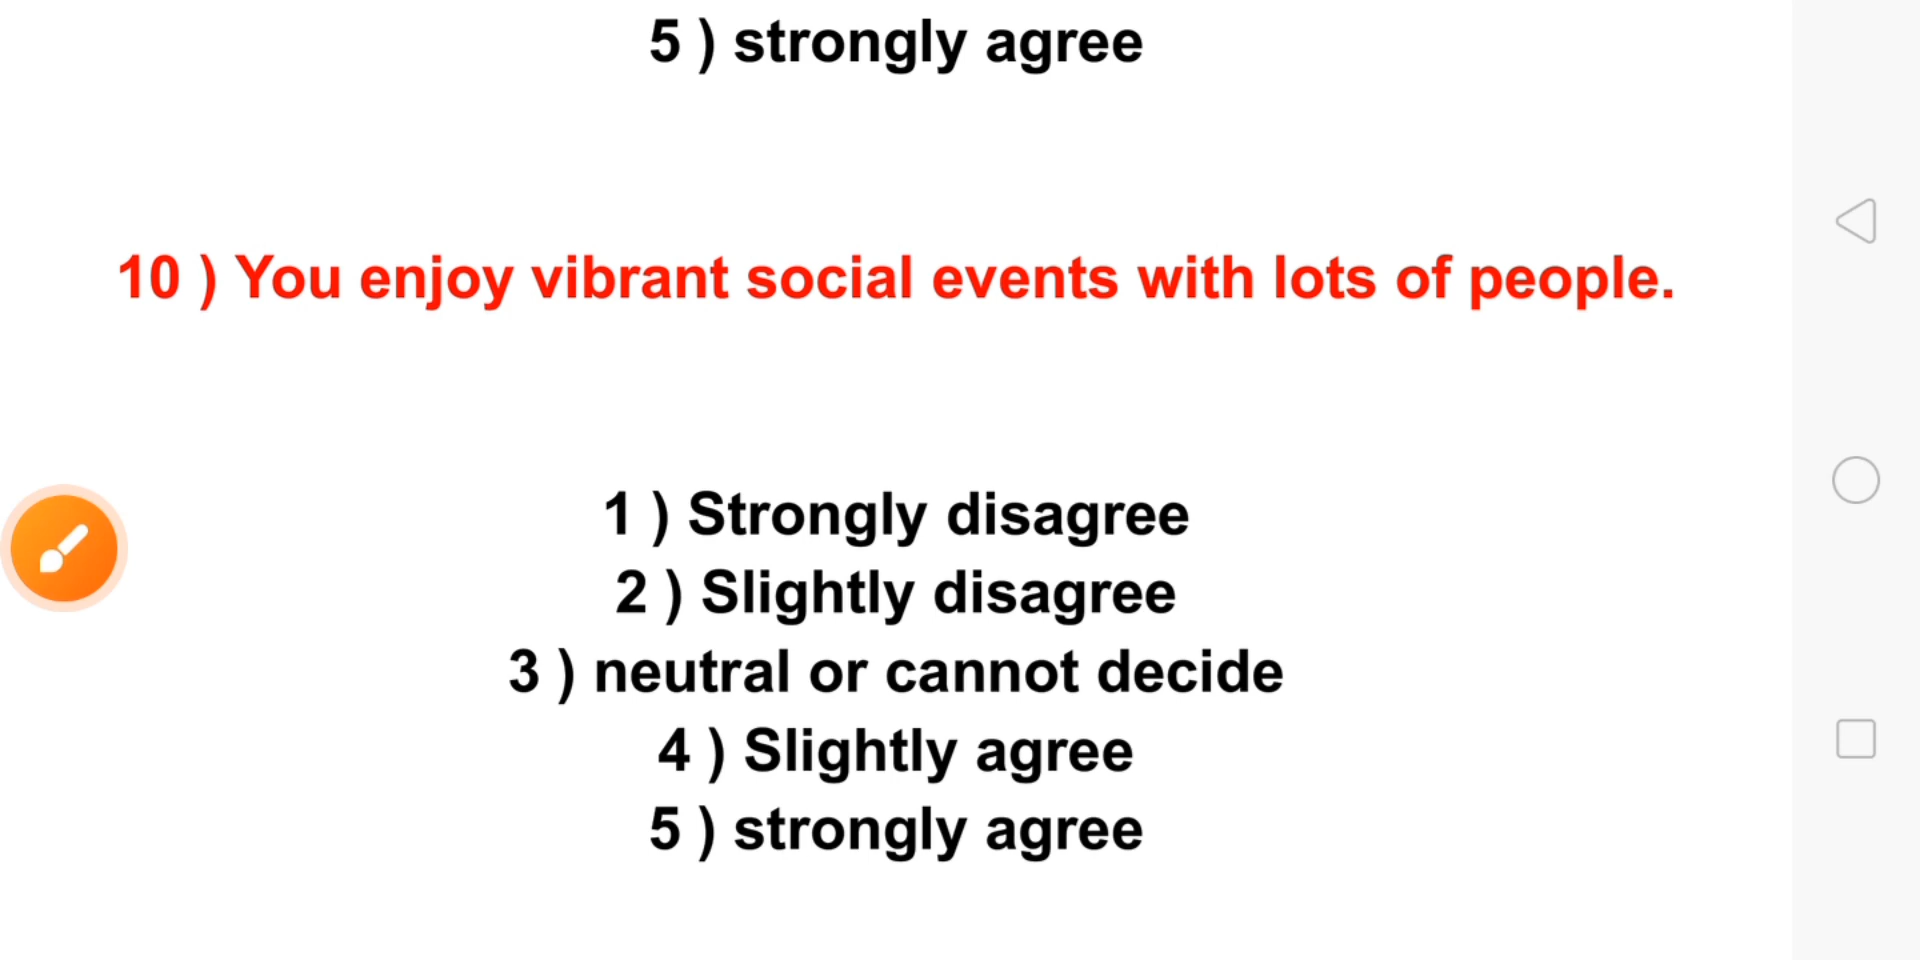 5 ) strongly agree
10 ) You enjoy vibrant social events with lots of people.
1 ) Strongly disagree
2 ) Slightly disagree
3 ) neutral or cannot decide
4 ) Slightly agree
5 ) strongly agree